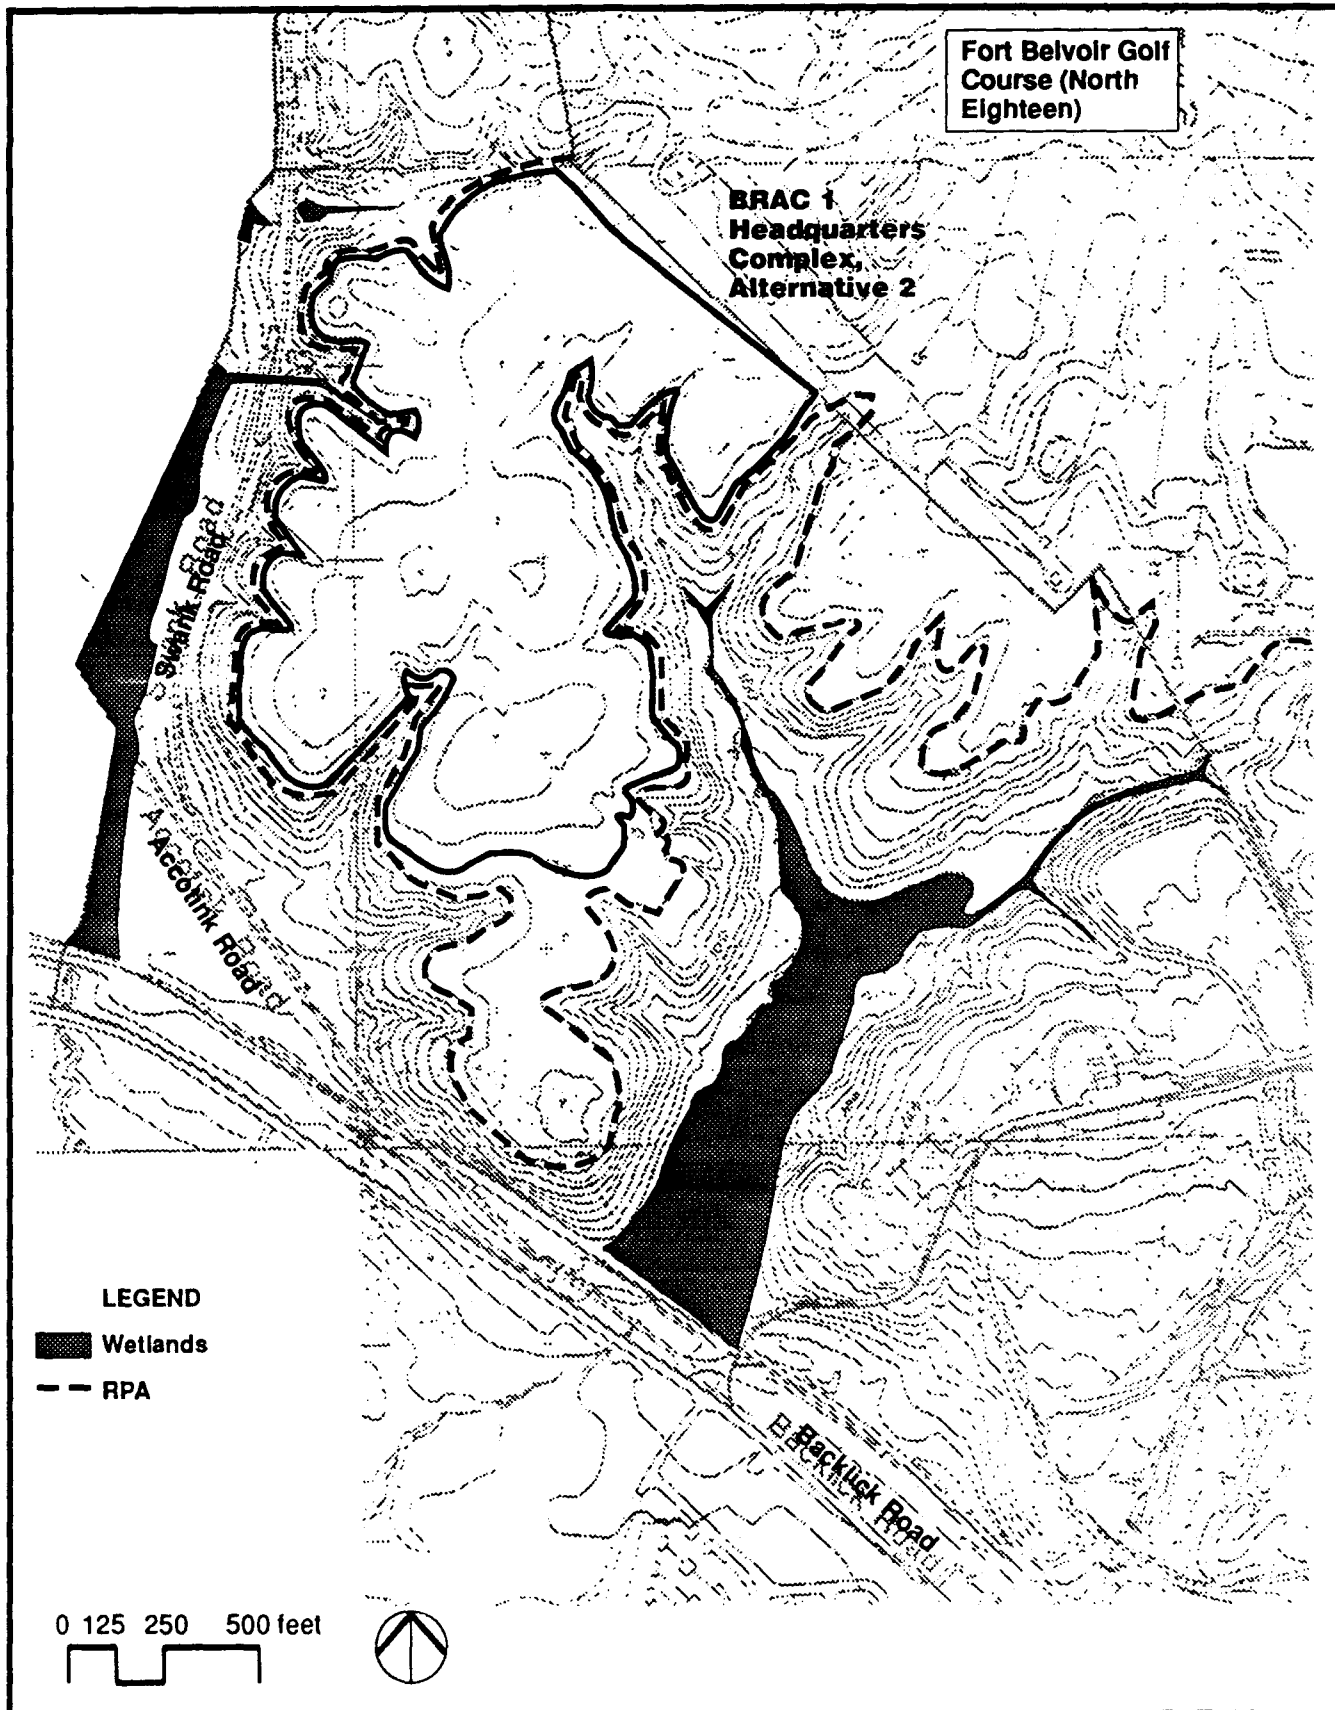 Fort Belvoir Golf
Course (North
Eighteen)
BRAC 1
Headquarters
Complex,
Alternative 2
Swank Road
Accotink Road
LEGEND
Wetlands
RPA
Backlick Road
0 125 250 500 feet